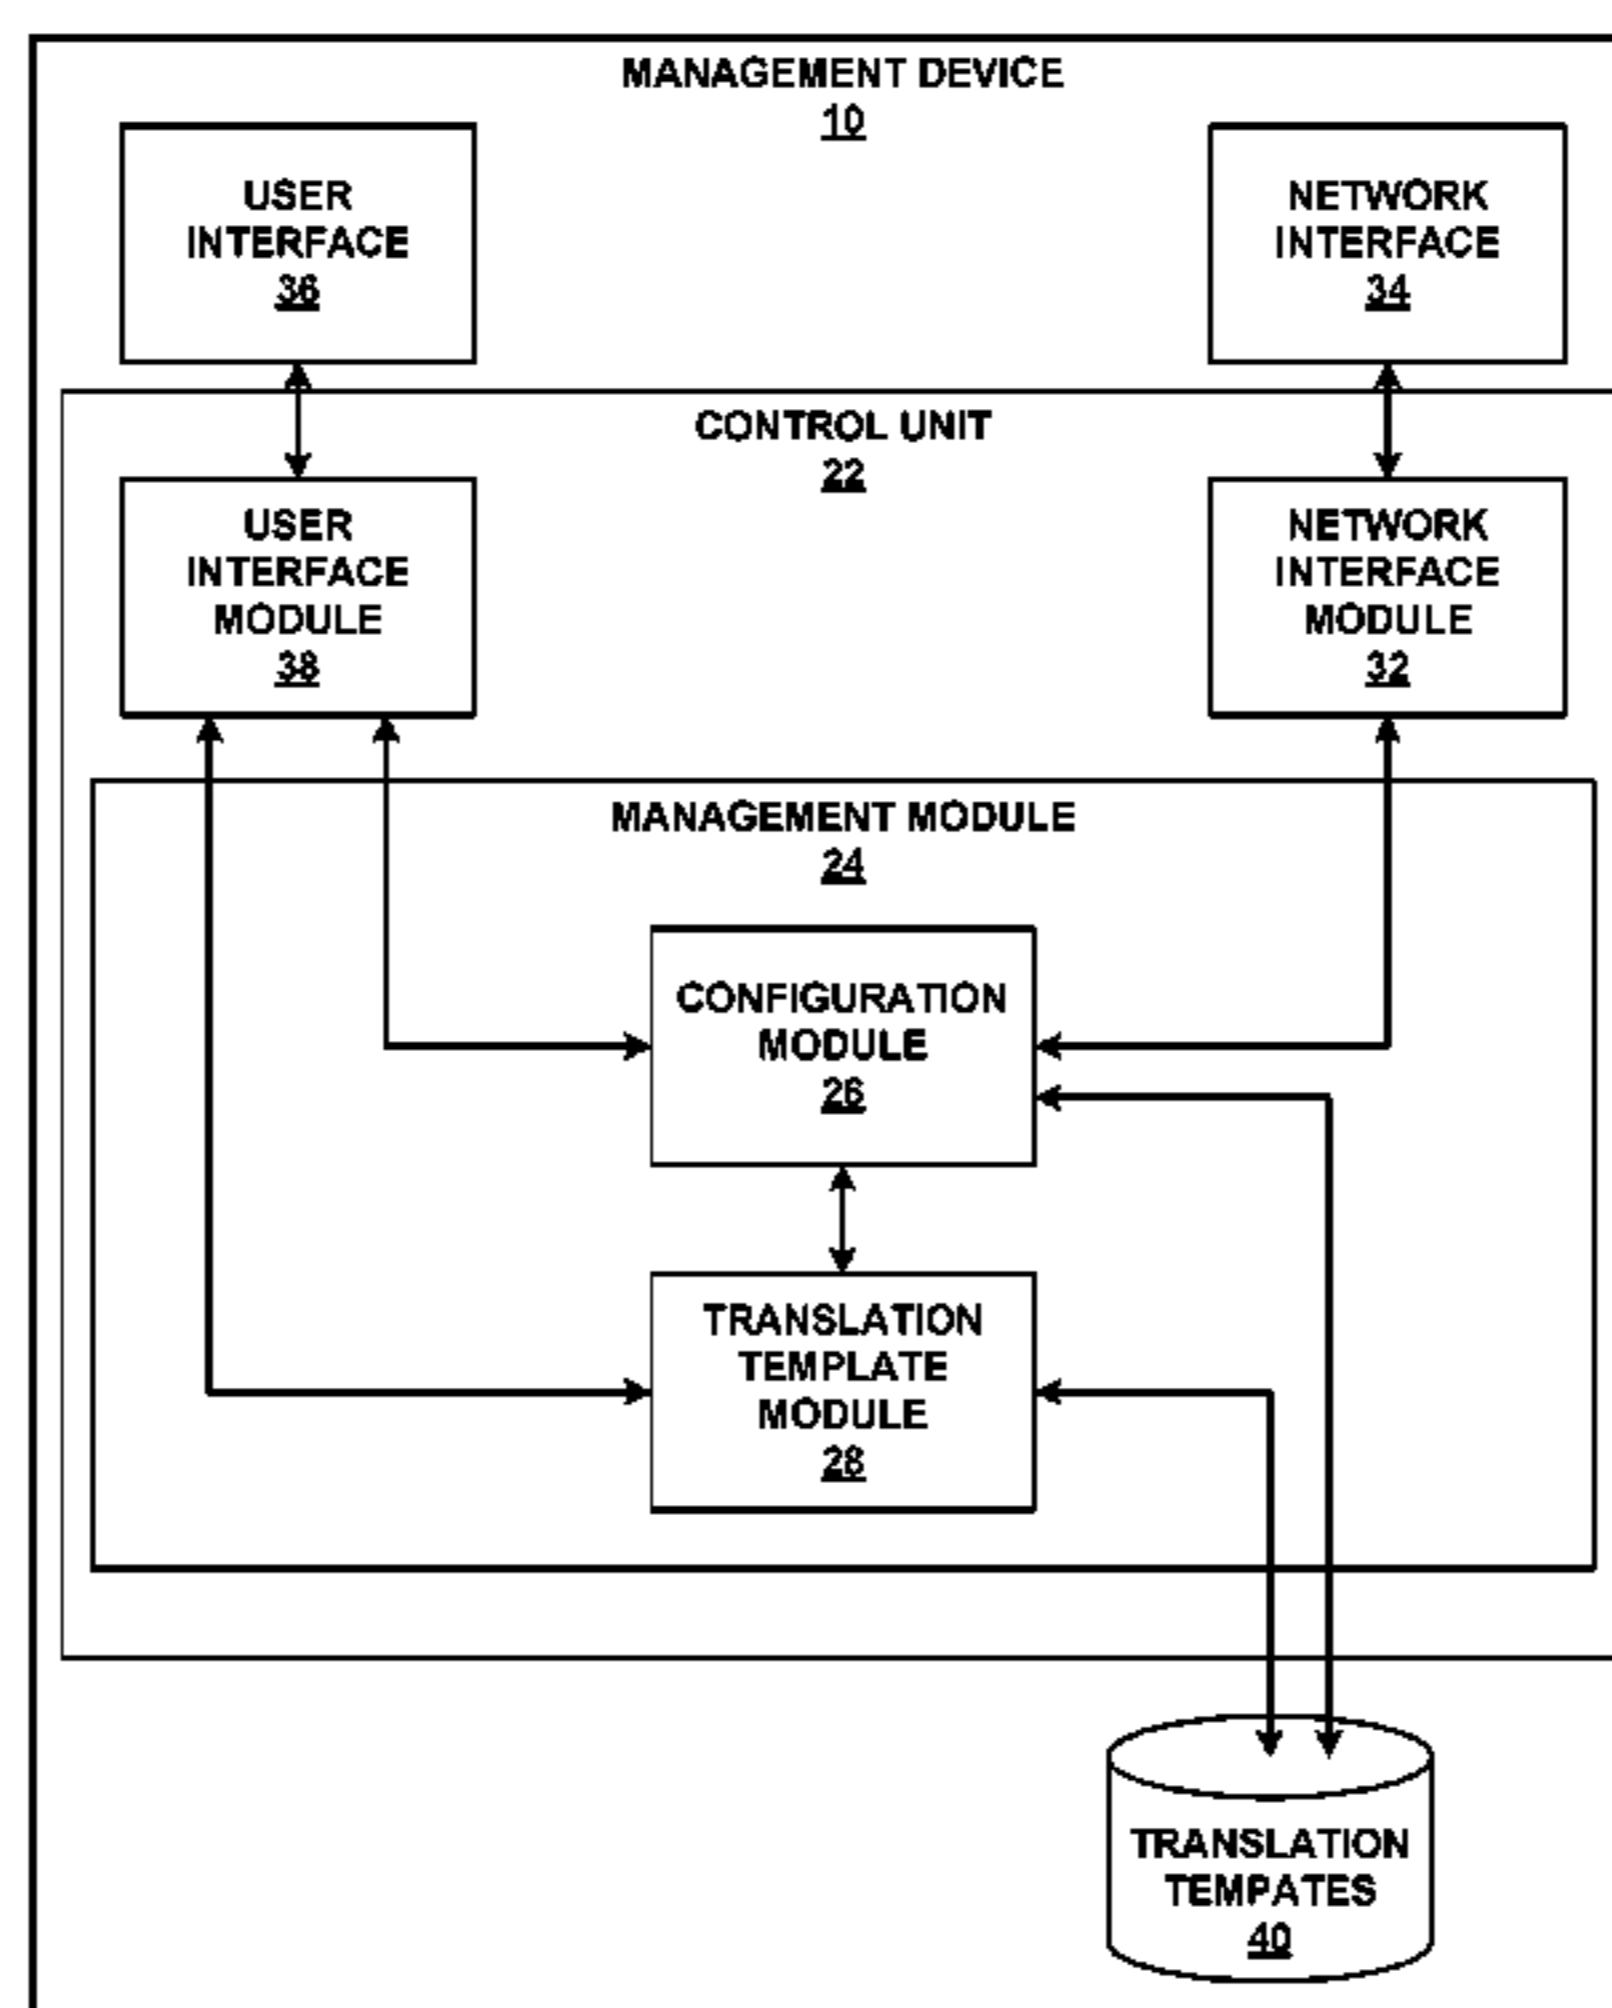 MANAGEMENT DEVICE
10
USER
INTERFACE
36
NETWORK
INTERFACE
34
CONTROL UNIT
22
USER
INTERFACE
MODULE
38
NETWORK
INTERFACE
MODULE
32
MANAGEMENT MODULE
24
CONFIGURATION
MODULE
26
TRANSLATION
TEMPLATE
MODULE
28
TRANSLATION
TEMPATES
40